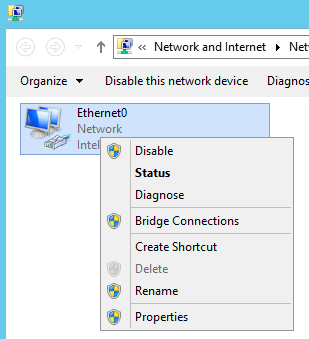 Network and Internet Net
Organize Disable this network device Diagnos
Ethernet0
Network
Intel
Disable
Status
Diagnose
Bridge Connections
Create Shortcut
Delete
Rename
Properties